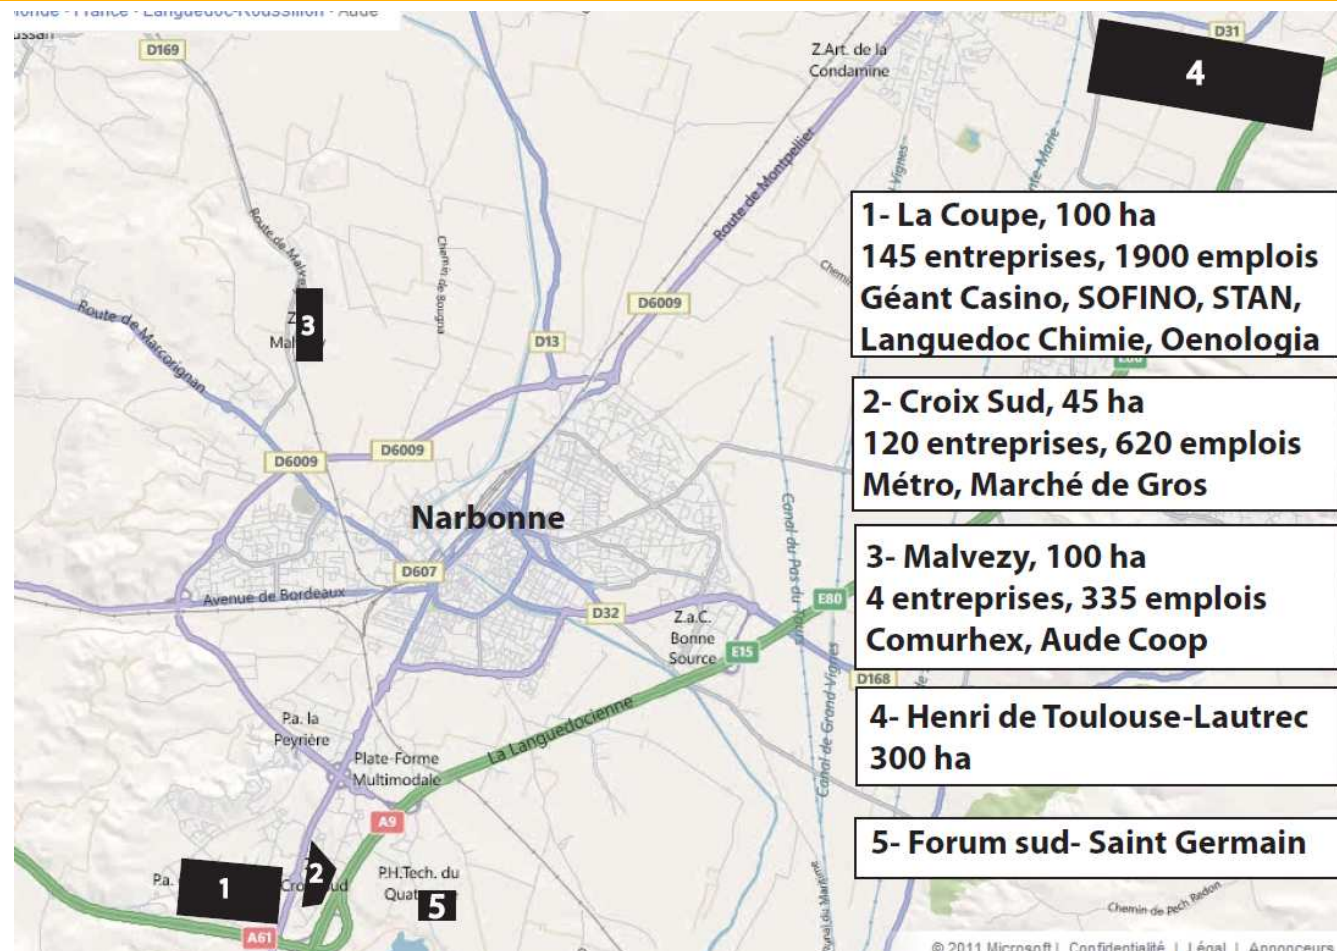 Monde - France - Languedoc-Roussillon - Aude
D169
Z.Art. de la
Condamine
D31
4
Route de Montpellier
Route de
3
Chemin de Bougna
D6009
D13
Route de Marcorignan
D6009
D6009
Narbonne
D607
Avenue de Bordeaux
D32
Z.a.C.
Bonne
Source
E15
E80
D168
Canal du Pas du Tours
Canal de Grand Vignes
La Languedocienne
P.a. la
Peyrière
Plate-Forme
Multimodale
A9
P.a.
1
2
P.H.Tech. du
5
A61
Chemin de Pech Redon
1- La Coupe, 100 ha
145 entreprises, 1900 emplois
Géant Casino, SOFINO, STAN,
Languedoc Chimie, Oenologia
2- Croix Sud, 45 ha
120 entreprises, 620 emplois
Métro, Marché de Gros
3- Malvezy, 100 ha
4 entreprises, 335 emplois
Comurhex, Aude Coop
4- Henri de Toulouse-Lautrec
300 ha
5- Forum sud- Saint Germain
© 2011 Microsoft | Confidentialité | Légal | Annonceurs